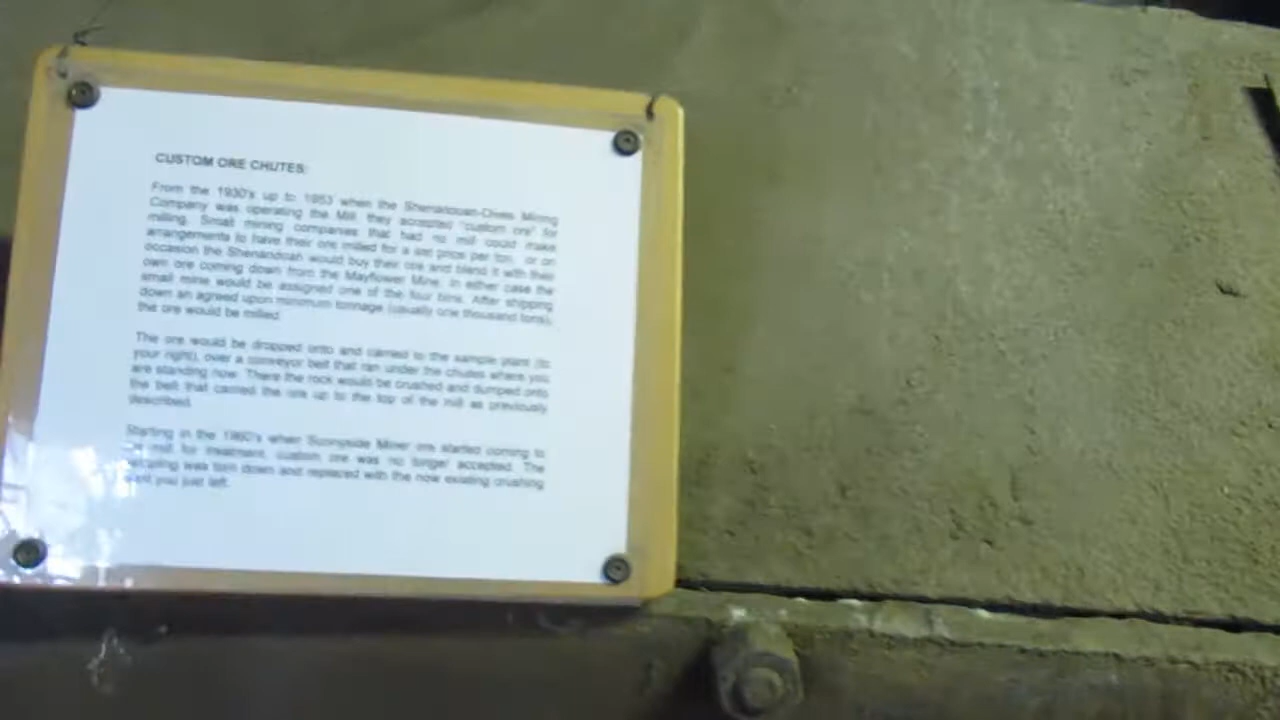 CUSTOM ORE CHUTES:
From the 1930's up to 1953 when the Shenandoah-Dives Mining
Company was operating the Mill, they accepted "custom ore" for
milling. Small mining companies that had no mill could make
arrangements to have their ore milled for a set price per ton, or on
occasion the Shenandoah would buy their ore and blend it with their
own ore coming down from the Mayflower Mine. In either case the
small mine would be assigned one of the four bins. After shipping
down an agreed upon minimum tonnage (usually one thousand tons),
the ore would be milled.
The ore would be dropped onto and carried to the sample plant (to
your right), over a conveyor belt that ran under the chutes where you
are standing now. There the rock would be crushed and dumped onto
the belt that carried the ore up to the top of the mill as previously
described.
Starting in the 1960's when Sunnyside Mine ore started coming to
mill for treatment, custom ore was no longer accepted. The
was torn down and replaced with the now existing crushing
you just left.